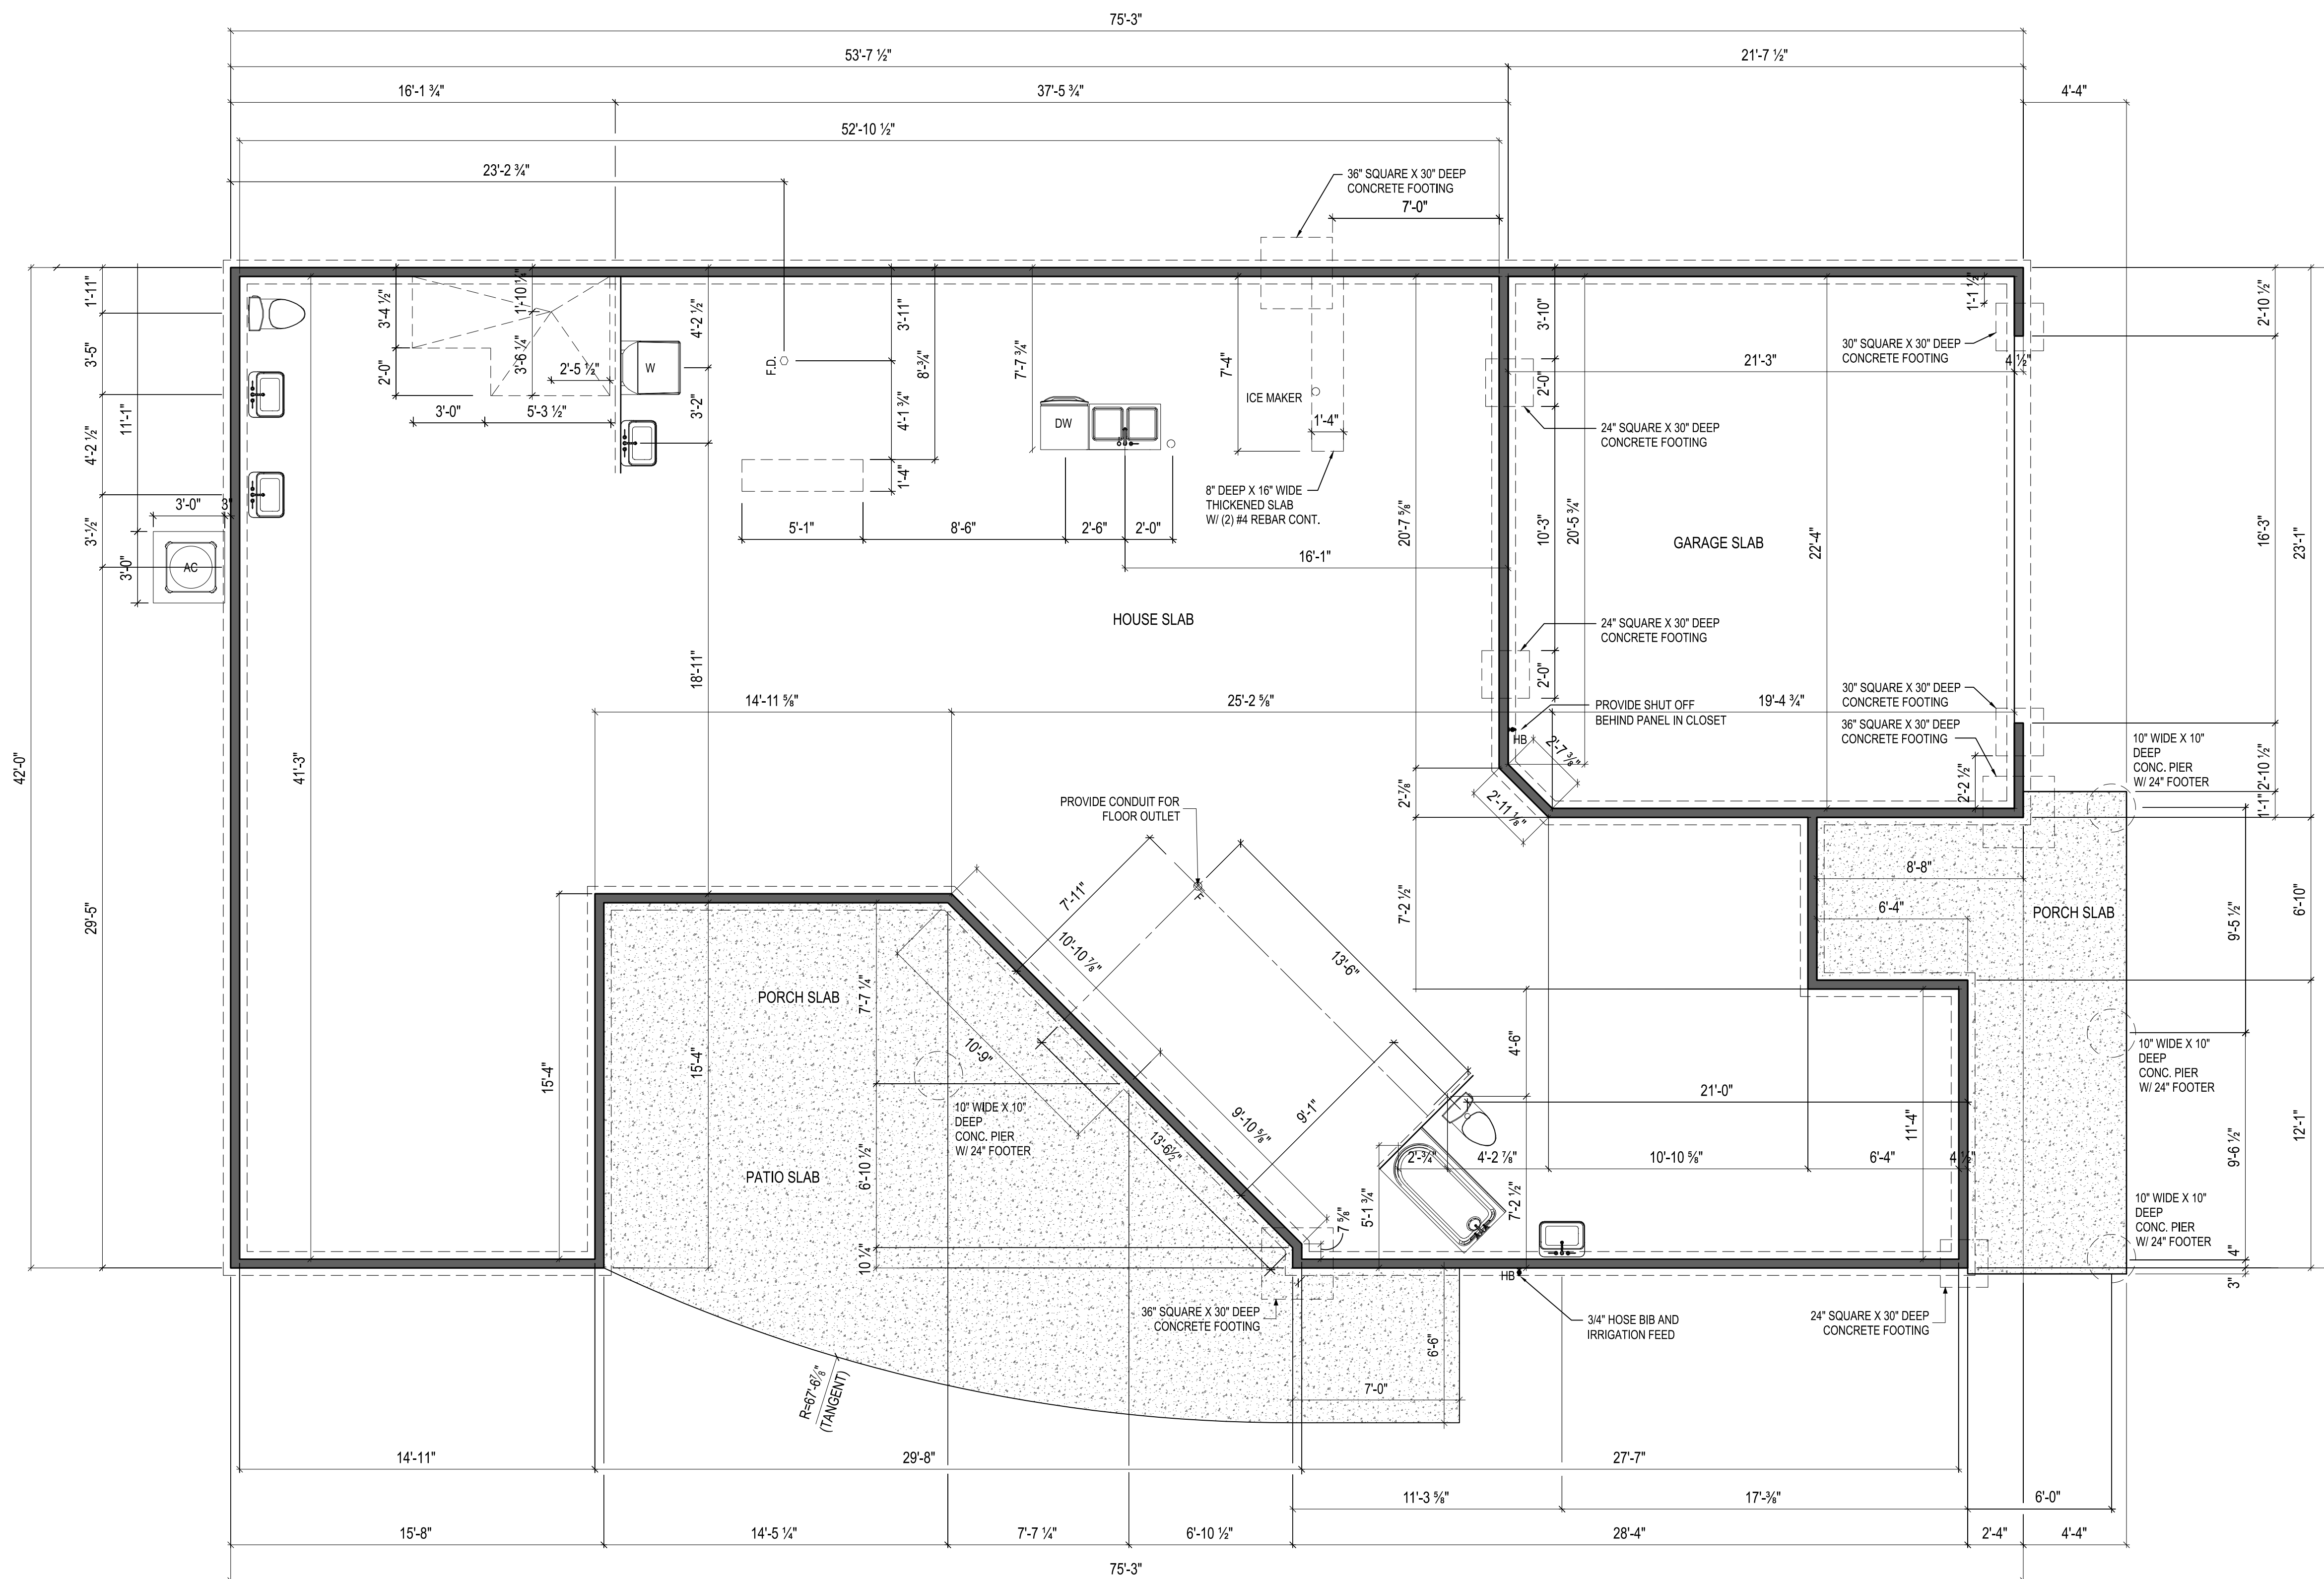 75'-3"
53'-7 ½"
21'-7 ½"
16'-1 ¾"
37'-5 ¾"
4'-4"
52'-10 ½"
23'-2 ¾"
36" SQUARE X 30" DEEP
CONCRETE FOOTING
7'-0"
1'-11"
3'-5"
4'-2 ½"
3'-½"
29'-5"
42'-0"
11'-1"
3'-0"
3"
3'-0"
AC
41'-3"
3'-4 ½"
2'-0"
1'-10 ¼"
3'-6 ¼"
2'-5 ½"
3'-0"
5'-3 ½"
W
4'-2 ½"
3'-2"
18'-11"
F.D.
3'-11"
4'-1 ¾"
1'-4"
8'-¾"
7'-7 ¾"
DW
5'-1"
8'-6"
2'-6"
2'-0"
16'-1"
7'-4"
ICE MAKER
1'-4"
8" DEEP X 16" WIDE
THICKENED SLAB
W/ (2) #4 REBAR CONT.
20'-7 ⅝"
3'-10"
2'-0"
10'-3"
2'-0"
20'-5 ¾"
24" SQUARE X 30" DEEP
CONCRETE FOOTING
24" SQUARE X 30" DEEP
CONCRETE FOOTING
GARAGE SLAB
22'-4"
21'-3"
4 ½"
1'-1 ½"
30" SQUARE X 30" DEEP
CONCRETE FOOTING
2'-10 ½"
16'-3"
23'-1"
2'-10 ½"
1'-1"
HOUSE SLAB
14'-11 ⅝"
25'-2 ⅝"
19'-4 ¾"
PROVIDE SHUT OFF
BEHIND PANEL IN CLOSET
HB
2'-7 ⅜"
2'-11 ⅛"
2'-⅞"
30" SQUARE X 30" DEEP
CONCRETE FOOTING
36" SQUARE X 30" DEEP
CONCRETE FOOTING
2'-2 ½"
10" WIDE X 10"
DEEP
CONC. PIER
W/ 24" FOOTER
PROVIDE CONDUIT FOR
FLOOR OUTLET
F
7'-11"
10'-10 ⅞"
13'-6"
7'-2 ½"
8'-8"
6'-4"
PORCH SLAB
9'-5 ½"
6'-10"
PORCH SLAB
7'-7 ¼"
10'-9"
15'-4"
15'-4"
10" WIDE X 10"
DEEP
CONC. PIER
W/ 24" FOOTER
PATIO SLAB
6'-10 ½"
10 ¼"
13'-6½"
9'-10 ⅝"
9'-1"
4'-6"
21'-0"
11'-4"
2'-¾"
4'-2 ⅞"
10'-10 ⅝"
6'-4"
4 ½"
7'-2 ½"
5'-1 ¾"
7 ⅝"
10" WIDE X 10"
DEEP
CONC. PIER
W/ 24" FOOTER
9'-6 ½"
12'-1"
10" WIDE X 10"
DEEP
CONC. PIER
W/ 24" FOOTER
4"
3"
HB
36" SQUARE X 30" DEEP
CONCRETE FOOTING
3/4" HOSE BIB AND
IRRIGATION FEED
24" SQUARE X 30" DEEP
CONCRETE FOOTING
6'-6"
7'-0"
R=67'-6⅞"
(TANGENT)
14'-11"
29'-8"
27'-7"
11'-3 ⅝"
17'-⅜"
6'-0"
15'-8"
14'-5 ¼"
7'-7 ¼"
6'-10 ½"
28'-4"
2'-4"
4'-4"
75'-3"